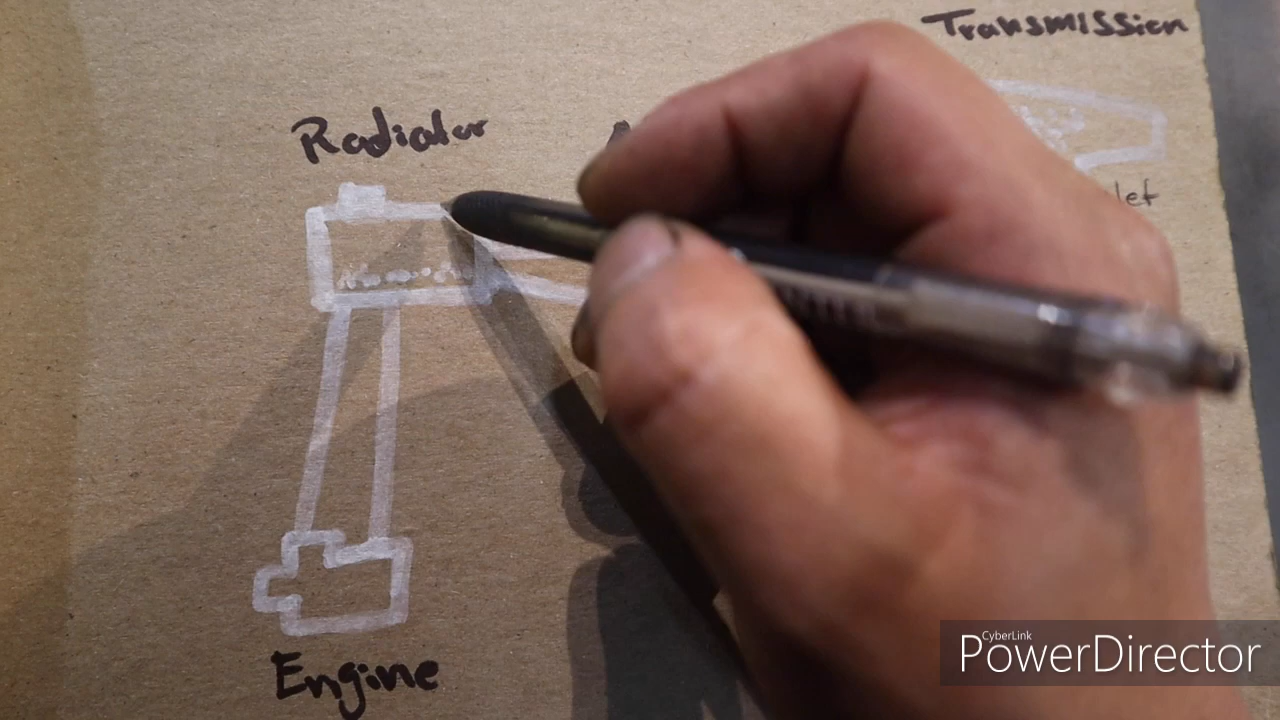 Transmission
Radiator
Engine
CyberLink
PowerDirector